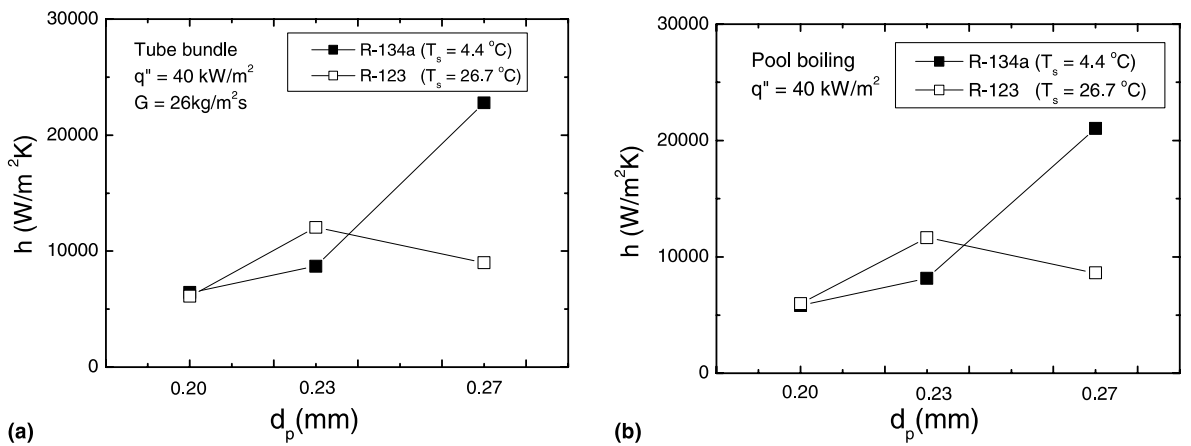 30000
20000
10000
0
h (W/m²K)
Tube bundle
q" = 40 kW/m²
G = 26kg/m²s
R-134a (Tₛ = 4.4 °C)
R-123 (Tₛ = 26.7 °C)
0.20 0.23 0.27
(a) dₚ(mm)
30000
20000
10000
0
h (W/m²K)
Pool boiling
q" = 40 kW/m²
R-134a (Tₛ = 4.4 °C)
R-123 (Tₛ = 26.7 °C)
0.20 0.23 0.27
(b) dₚ(mm)